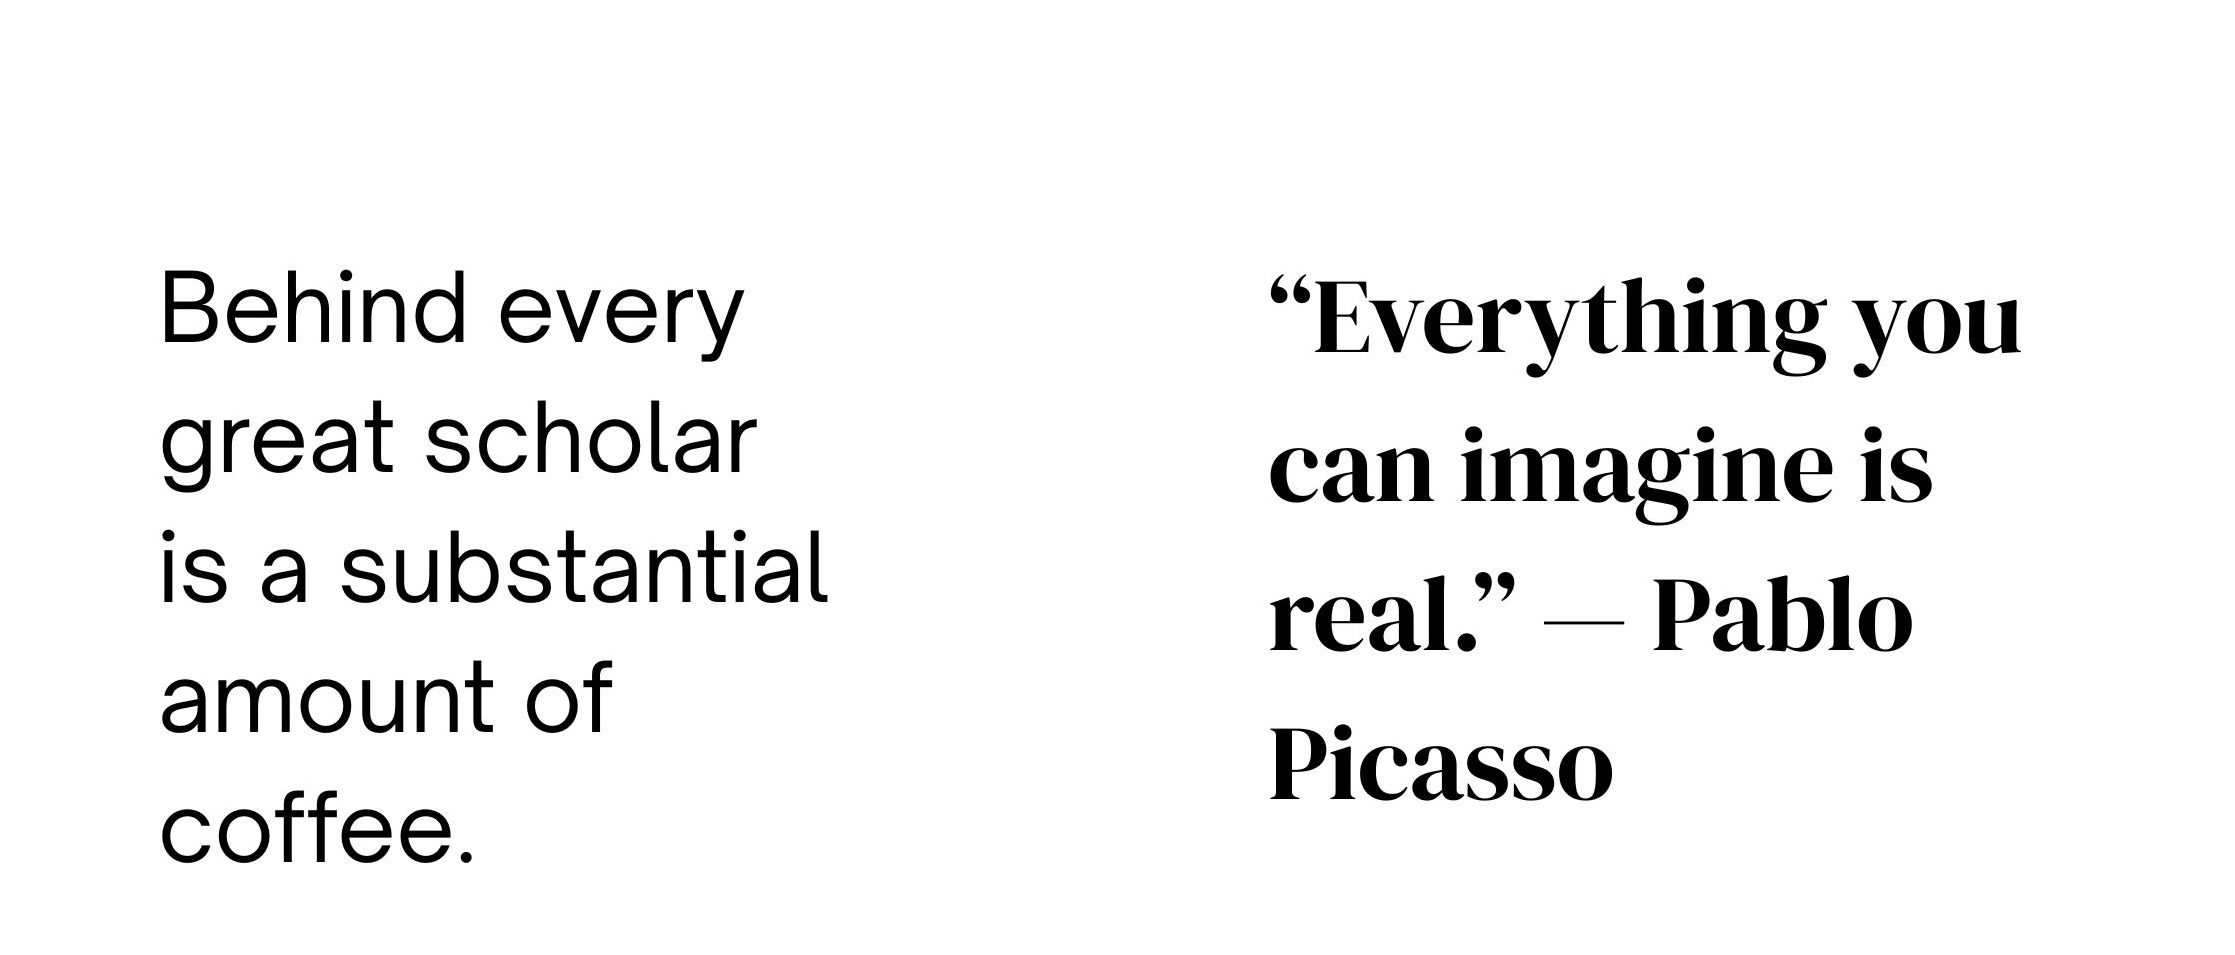 Behind every
great scholar
is a substantial
amount of
coffee.
“Everything you
can imagine is
real.” — Pablo
Picasso